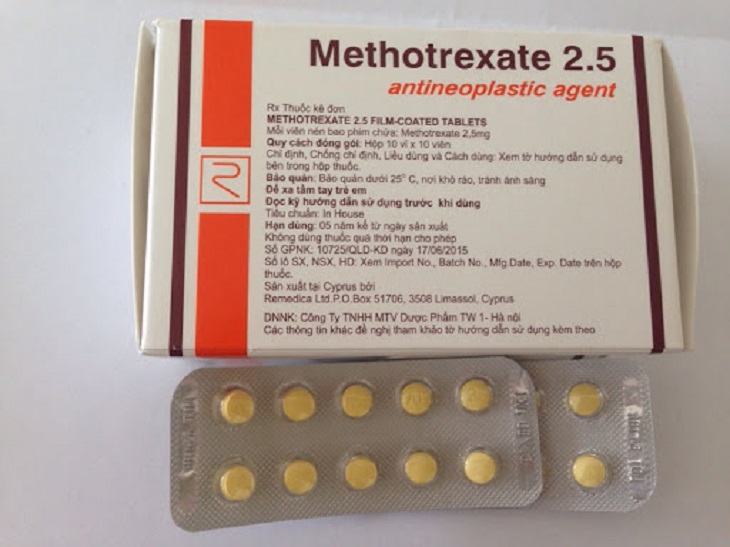 Methotrexate 2.5
antineoplastic agent
Rx Thuốc kê đơn
METHOTREXATE 2.5 FILM-COATED TABLETS
Mỗi viên nén bao phim chứa: Methotrexate 2,5mg
Quy cách đóng gói: Hộp 10 vỉ x 10 viên
Chỉ định, Chống chỉ định, Liều dùng và Cách dùng: Xem tờ hướng dẫn sử dụng
bên trong hộp thuốc.
Bảo quản: Bảo quản dưới 25° C, nơi khô ráo, tránh ánh sáng
Để xa tầm tay trẻ em
Đọc kỹ hướng dẫn sử dụng trước khi dùng
Tiêu chuẩn: In House
Hạn dùng: 05 năm kể từ ngày sản xuất
Không dùng thuốc quá thời hạn cho phép
Số GPNK: 10725/QLD-KD ngày 17/06/2015
Số lô SX, NSX, HD: Xem Import No., Batch No., Mfg.Date, Exp. Date trên hộp
thuốc.
Sản xuất tại Cyprus bởi
Remedica Ltd.P.O.Box 51706, 3508 Limassol, Cyprus
DNNK: Công Ty TNHH MTV Dược Phẩm TW 1- Hà nội
Các thông tin khác đề nghị tham khảo tờ hướng dẫn sử dụng kèm theo